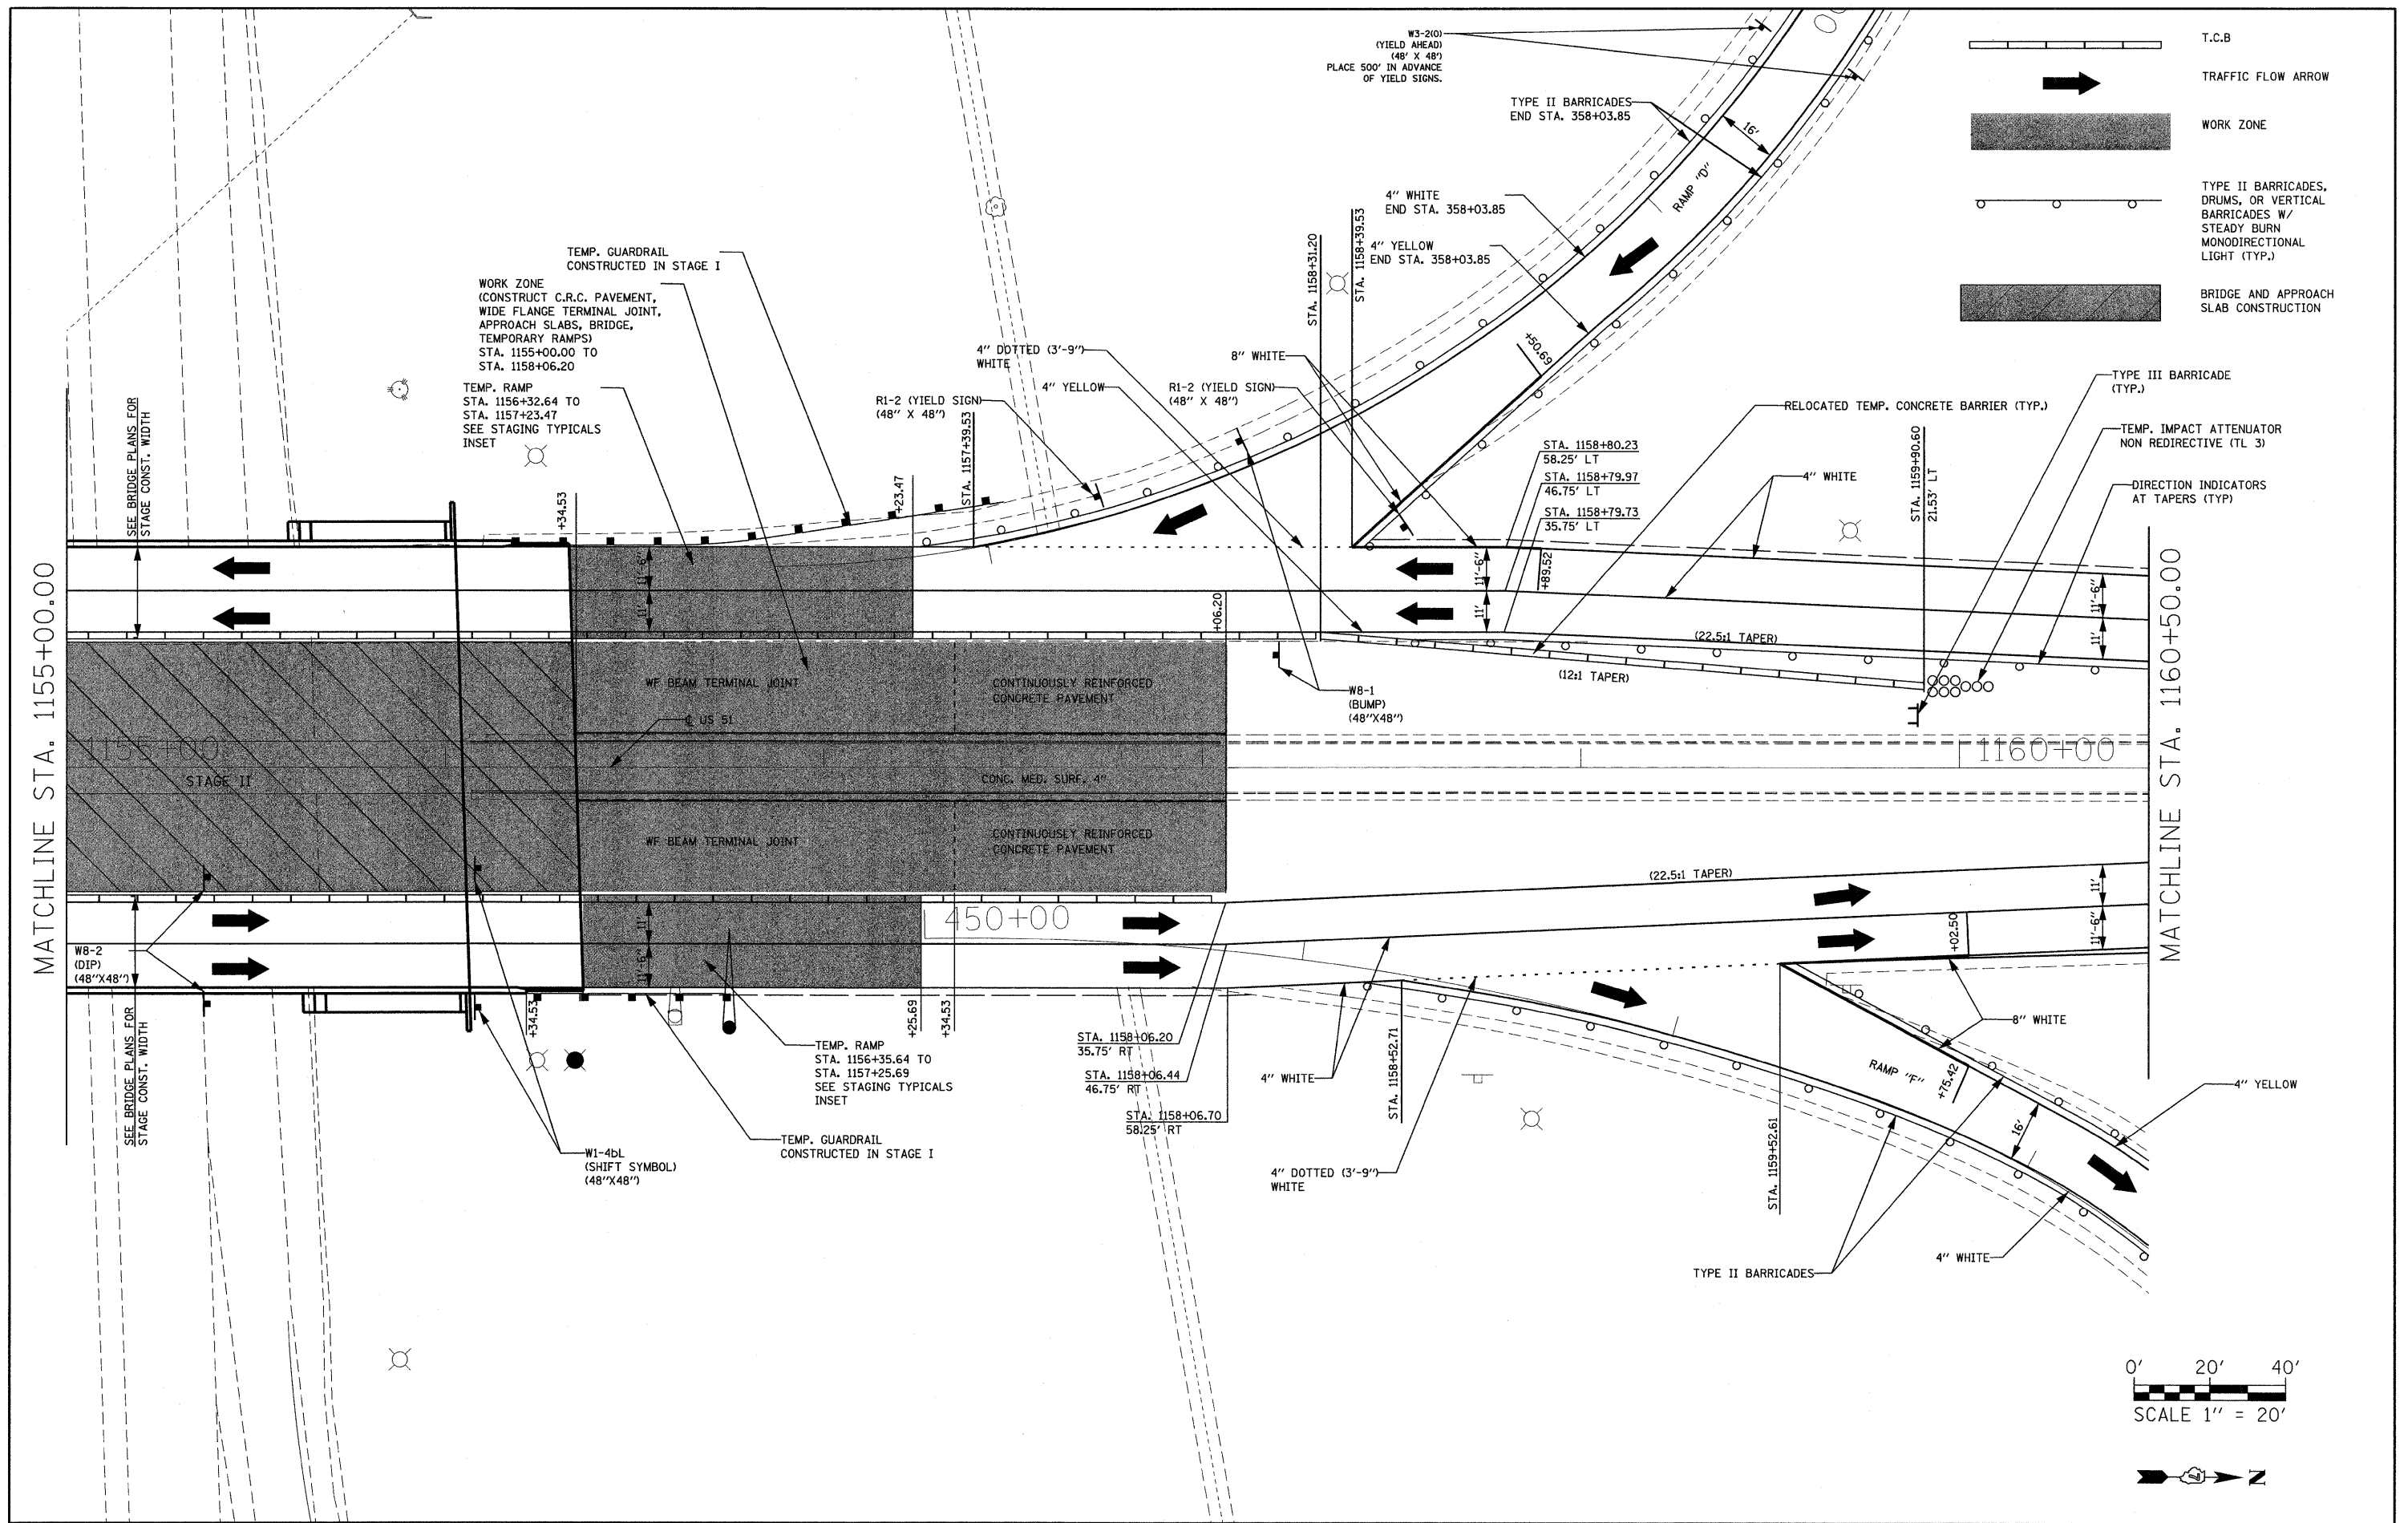 W3-2(O)
(YIELD AHEAD)
(48' X 48')
PLACE 500' IN ADVANCE
OF YIELD SIGNS.
TYPE II BARRICADES
END STA. 358+03.85
16'
RAMP "D"
4" WHITE
END STA. 358+03.85
4" YELLOW
END STA. 358+03.85
+50.69
STA. 1158+31.20
STA. 1158+39.53
T.C.B
TRAFFIC FLOW ARROW
WORK ZONE
TYPE II BARRICADES,
DRUMS, OR VERTICAL
BARRICADES W/
STEADY BURN
MONODIRECTIONAL
LIGHT (TYP.)
BRIDGE AND APPROACH
SLAB CONSTRUCTION
TEMP. GUARDRAIL
CONSTRUCTED IN STAGE I
WORK ZONE
(CONSTRUCT C.R.C. PAVEMENT,
WIDE FLANGE TERMINAL JOINT,
APPROACH SLABS, BRIDGE,
TEMPORARY RAMPS)
STA. 1155+00.00 TO
STA. 1158+06.20
TEMP. RAMP
STA. 1156+32.64 TO
STA. 1157+23.47
SEE STAGING TYPICALS
INSET
4" DOTTED (3'-9")
WHITE
4" YELLOW
R1-2 (YIELD SIGN)
(48" X 48")
8" WHITE
R1-2 (YIELD SIGN)
(48" X 48")
TYPE III BARRICADE
(TYP.)
RELOCATED TEMP. CONCRETE BARRIER (TYP.)
TEMP. IMPACT ATTENUATOR
NON REDIRECTIVE (TL 3)
4" WHITE
DIRECTION INDICATORS
AT TAPERS (TYP)
STA. 1158+80.23
58.25' LT
STA. 1158+79.97
46.75' LT
STA. 1158+79.73
35.75' LT
STA. 1159+90.60
21.53' LT
SEE BRIDGE PLANS FOR
STAGE CONST. WIDTH
+34.53
+23.47
STA. 1157+39.53
11'-6"
11'
+06.20
11'-6"
11'
+89.52
11'-6"
11'
(22.5:1 TAPER)
(12:1 TAPER)
W8-1
(BUMP)
(48"X48")
MATCHLINE STA. 1155+00.00
MATCHLINE STA. 1160+50.00
WF BEAM TERMINAL JOINT
CONTINUOUSLY REINFORCED
CONCRETE PAVEMENT
℄ US 51
1155+00
1160+00
STAGE II
CONC. MED. SURF. 4"
WF BEAM TERMINAL JOINT
CONTINUOUSLY REINFORCED
CONCRETE PAVEMENT
(22.5:1 TAPER)
450+00
11'
11'-6"
11'
11'-6"
+02.50
W8-2
(DIP)
(48"X48")
SEE BRIDGE PLANS FOR
STAGE CONST. WIDTH
+34.53
+25.69
+34.53
TEMP. RAMP
STA. 1156+35.64 TO
STA. 1157+25.69
SEE STAGING TYPICALS
INSET
STA. 1158+06.20
35.75' RT
STA. 1158+06.44
46.75' RT
STA. 1158+06.70
58.25' RT
4" WHITE
STA. 1158+52.71
8" WHITE
RAMP "F"
+75.42
16'
4" YELLOW
W1-4bL
(SHIFT SYMBOL)
(48"X48")
TEMP. GUARDRAIL
CONSTRUCTED IN STAGE I
4" DOTTED (3'-9")
WHITE
STA. 1159+52.61
TYPE II BARRICADES
4" WHITE
0' 20' 40'
SCALE 1" = 20'
N